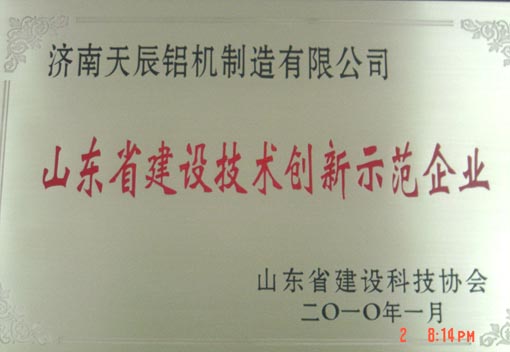 济南天辰铝机制造有限公司
山东省建设技术创新示范企业
山东省建设科技协会
二〇一〇年一月
2 8:14PM